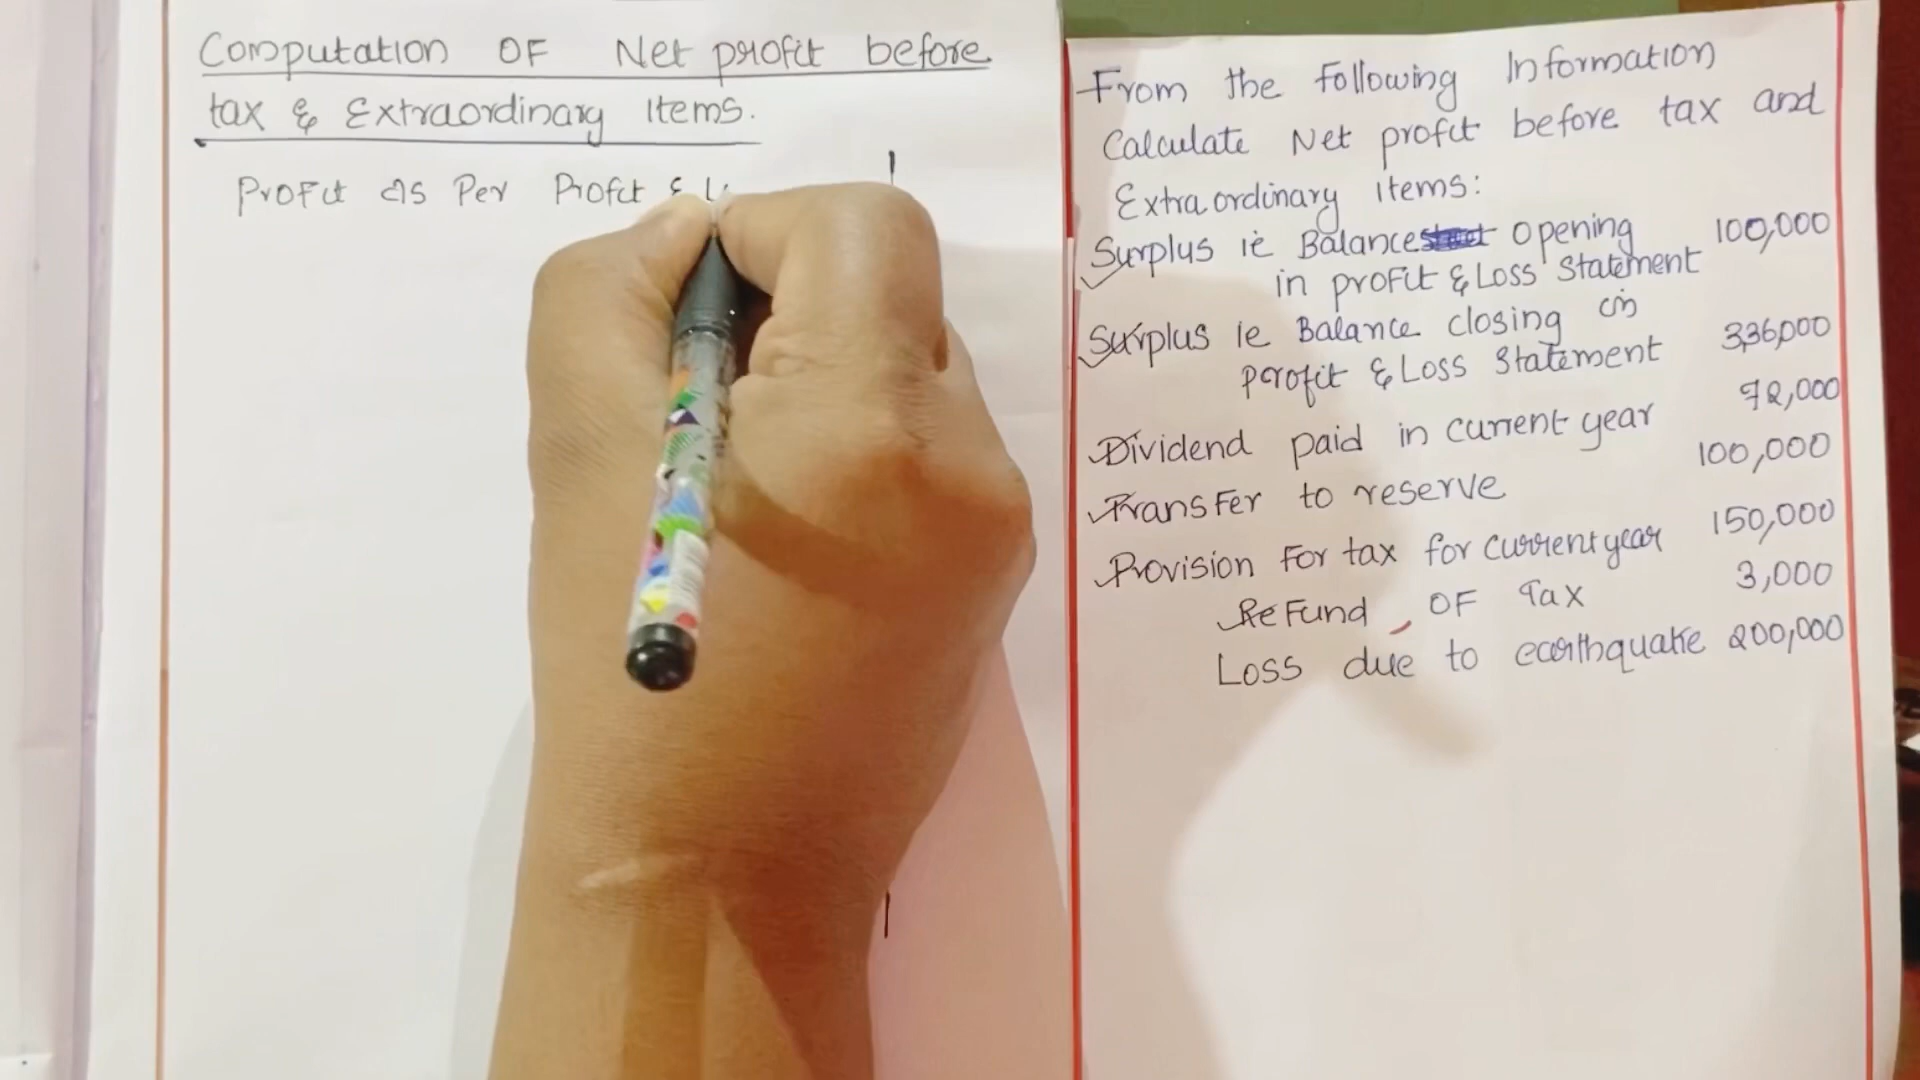 Computation OF Net profit before
tax & Extraordinary Items.
Profit as Per Profit &
From the following Information
Calculate Net profit before tax and
Extraordinary items:
Surplus ie Balance opening 100,000
in profit & Loss Statement
Surplus ie Balance closing in
profit & Loss Statement 336,000
Dividend paid in current year 72,000
Transfer to reserve 100,000
Provision For tax for current year 150,000
Refund OF Tax 3,000
Loss due to earthquake 200,000